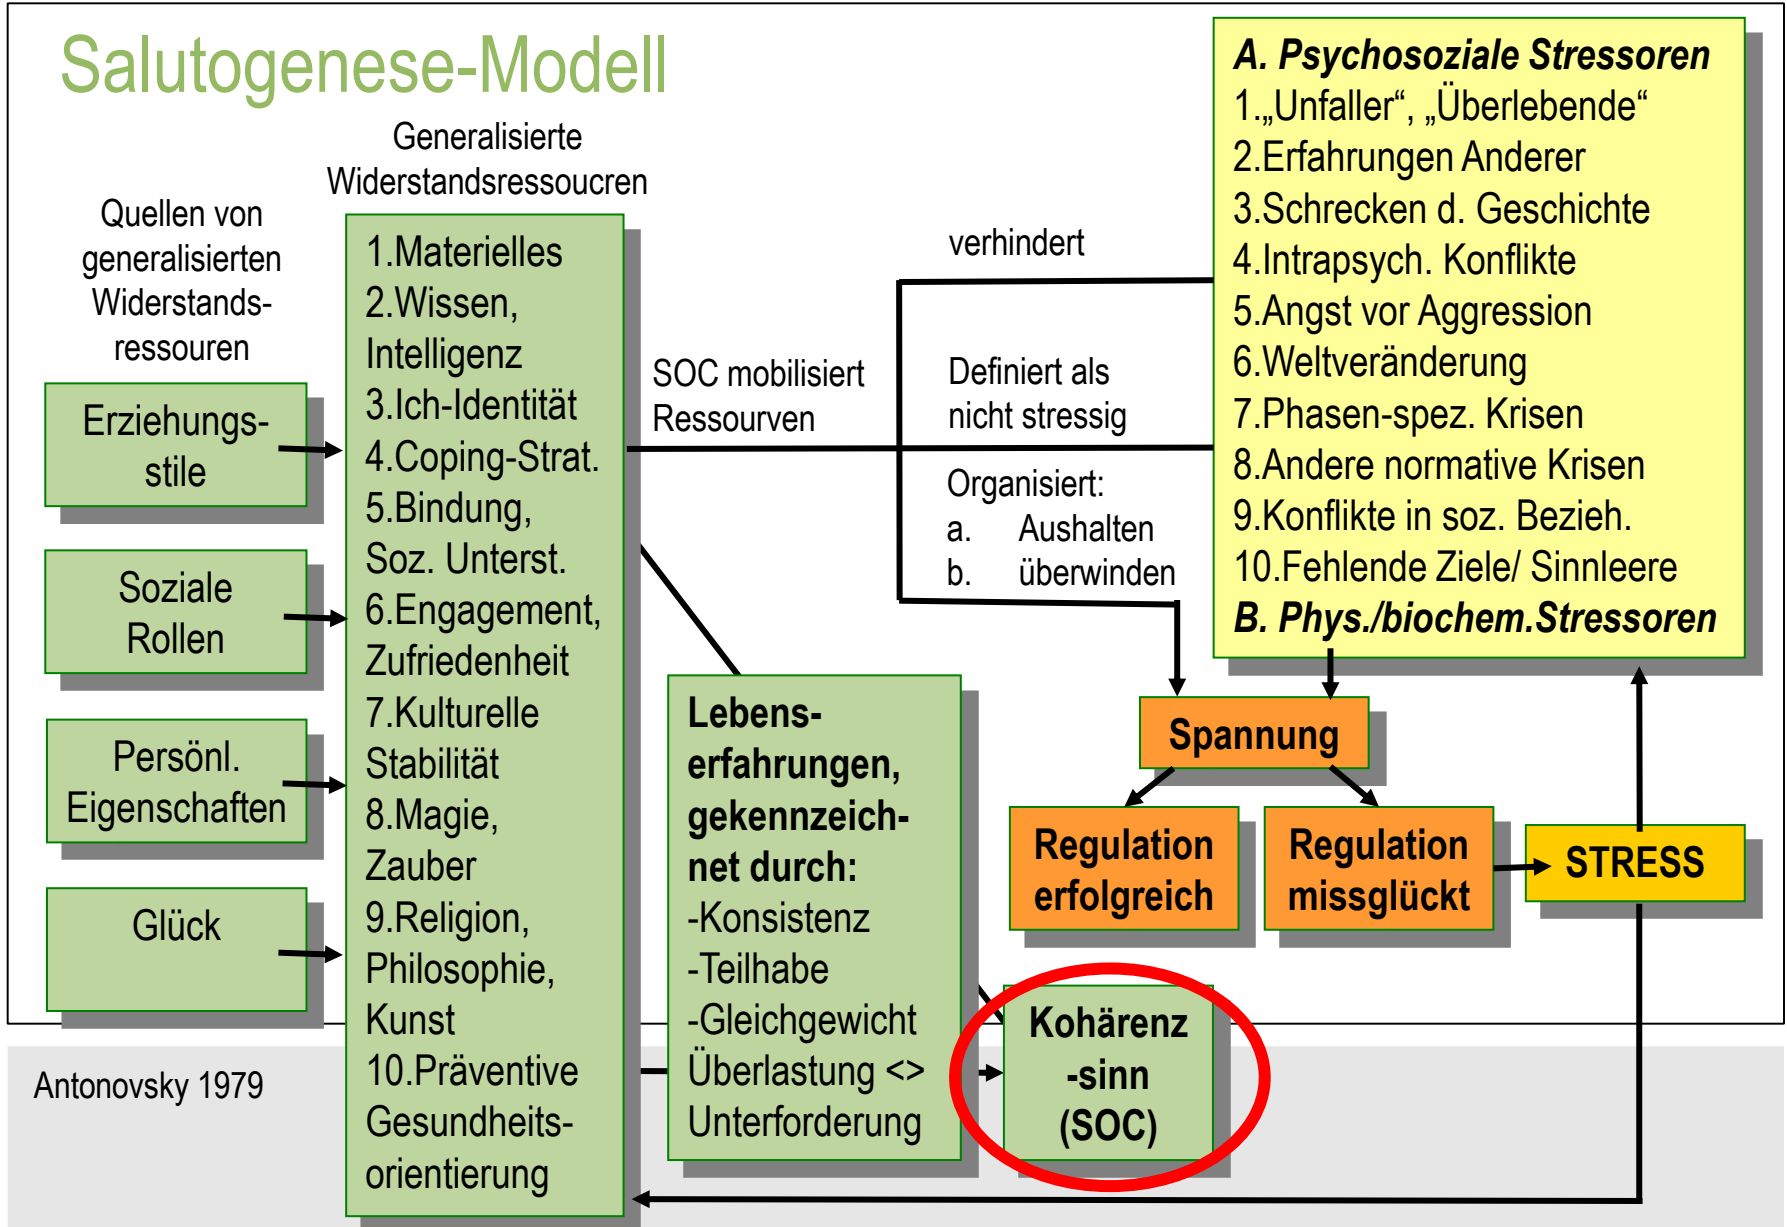 Salutogenese-Modell
Quellen von
generalisierten
Widerstands-
ressouren
Erziehungs-
stile
Soziale
Rollen
Persönl.
Eigenschaften
Glück
Generalisierte
Widerstandsressoucren
1.Materielles
2.Wissen,
Intelligenz
3.Ich-Identität
4.Coping-Strat.
5.Bindung,
Soz. Unterst.
6.Engagement,
Zufriedenheit
7.Kulturelle
Stabilität
8.Magie,
Zauber
9.Religion,
Philosophie,
Kunst
10.Präventive
Gesundheits-
orientierung
SOC mobilisiert
Ressourven
verhindert
Definiert als
nicht stressig
Organisiert:
a. Aushalten
b. überwinden
A. Psychosoziale Stressoren
1.„Unfaller“, „Überlebende“
2.Erfahrungen Anderer
3.Schrecken d. Geschichte
4.Intrapsych. Konflikte
5.Angst vor Aggression
6.Weltveränderung
7.Phasen-spez. Krisen
8.Andere normative Krisen
9.Konflikte in soz. Bezieh.
10.Fehlende Ziele/ Sinnleere
B. Phys./biochem.Stressoren
Spannung
Regulation
erfolgreich
Regulation
missglückt
STRESS
Lebens-
erfahrungen,
gekennzeich-
net durch:
-Konsistenz
-Teilhabe
-Gleichgewicht
Überlastung <>
Unterforderung
Kohärenz
-sinn
(SOC)
Antonovsky 1979